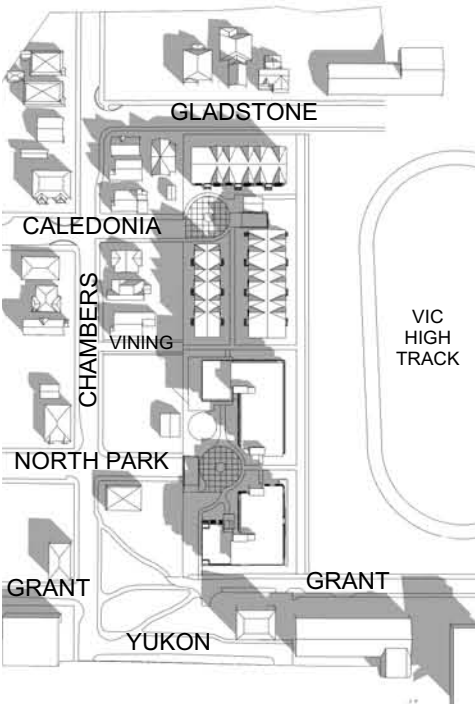 GLADSTONE
CALEDONIA
CHAMBERS
VINING
VIC
HIGH
TRACK
NORTH PARK
GRANT
GRANT
YUKON